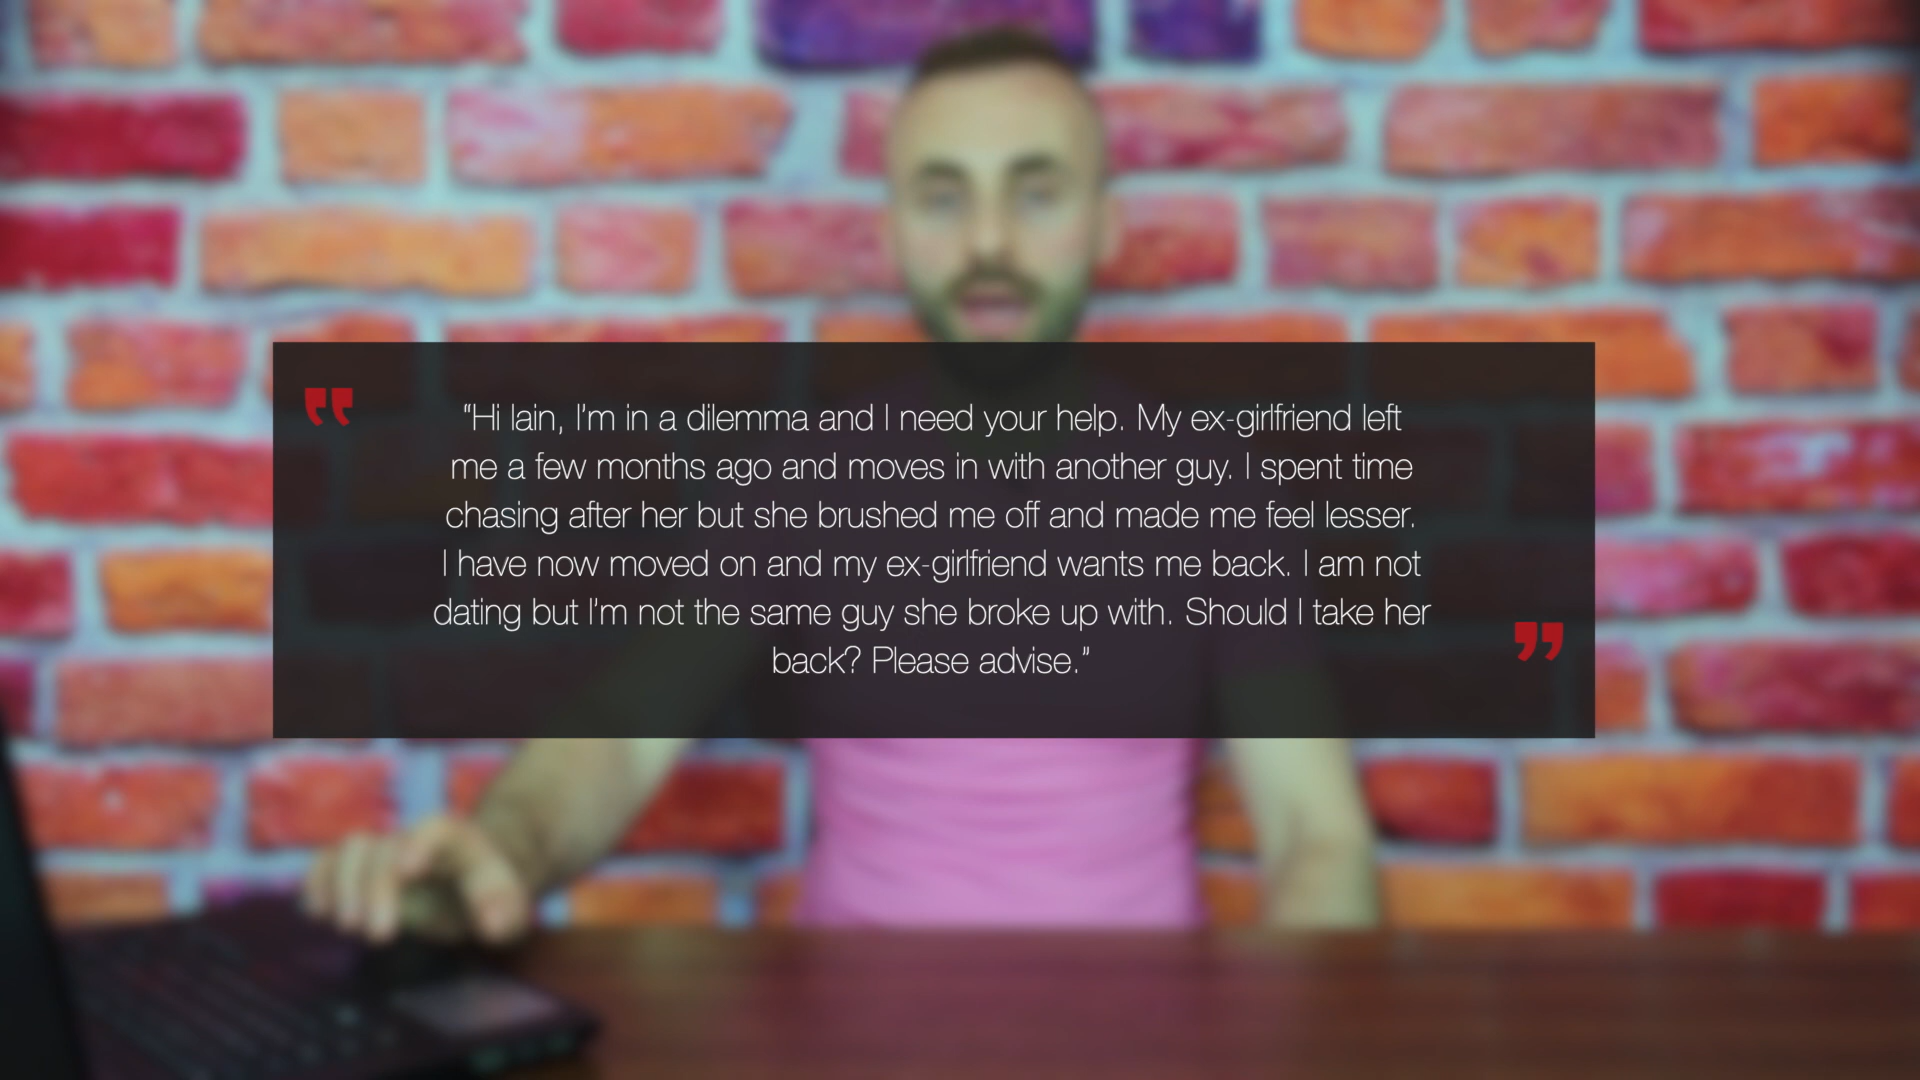 "Hi Iain, I'm in a dilemma and I need your help. My ex-girlfriend left
me a few months ago and moves in with another guy. I spent time
chasing after her but she brushed me off and made me feel lesser.
I have now moved on and my ex-girlfriend wants me back. I am not
dating but I'm not the same guy she broke up with. Should I take her
back? Please advise."